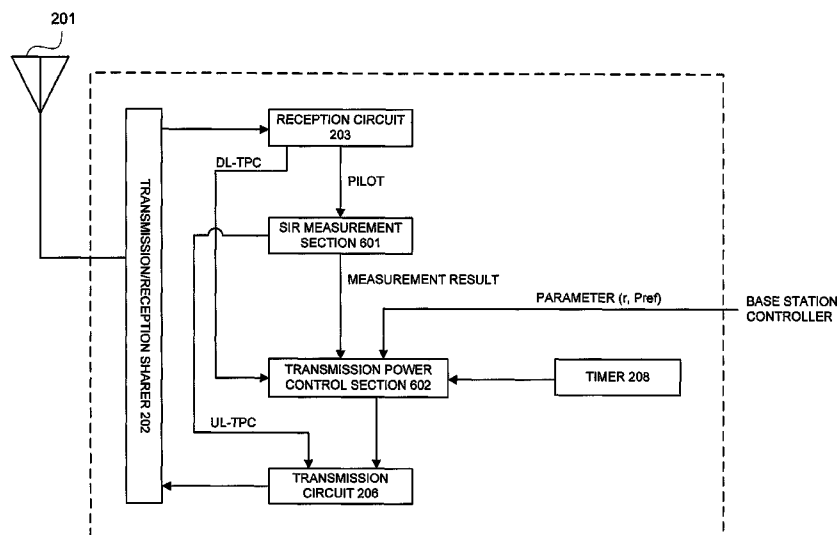 201
RECEPTION CIRCUIT
203
DL-TPC
PILOT
SIR MEASUREMENT
SECTION 601
MEASUREMENT RESULT
PARAMETER (r, Pref)
BASE STATION
CONTROLLER
TRANSMISSION/RECEPTION SHARER 202
TRANSMISSION POWER
CONTROL SECTION 602
TIMER 208
UL-TPC
TRANSMISSION
CIRCUIT 206